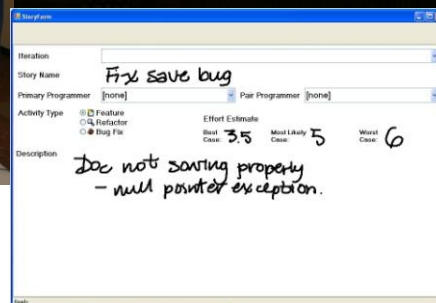 StoryForm
Iteration
Story Name Fix save bug
Primary Programmer [none] Pair Programmer [none]
Activity Type Feature
Refactor
Bug Fix
Effort Estimate
Best Case: 3.5 Most Likely Case: 5 Worst Case: 6
Description
Doc not saving properly
- null pointer exception.